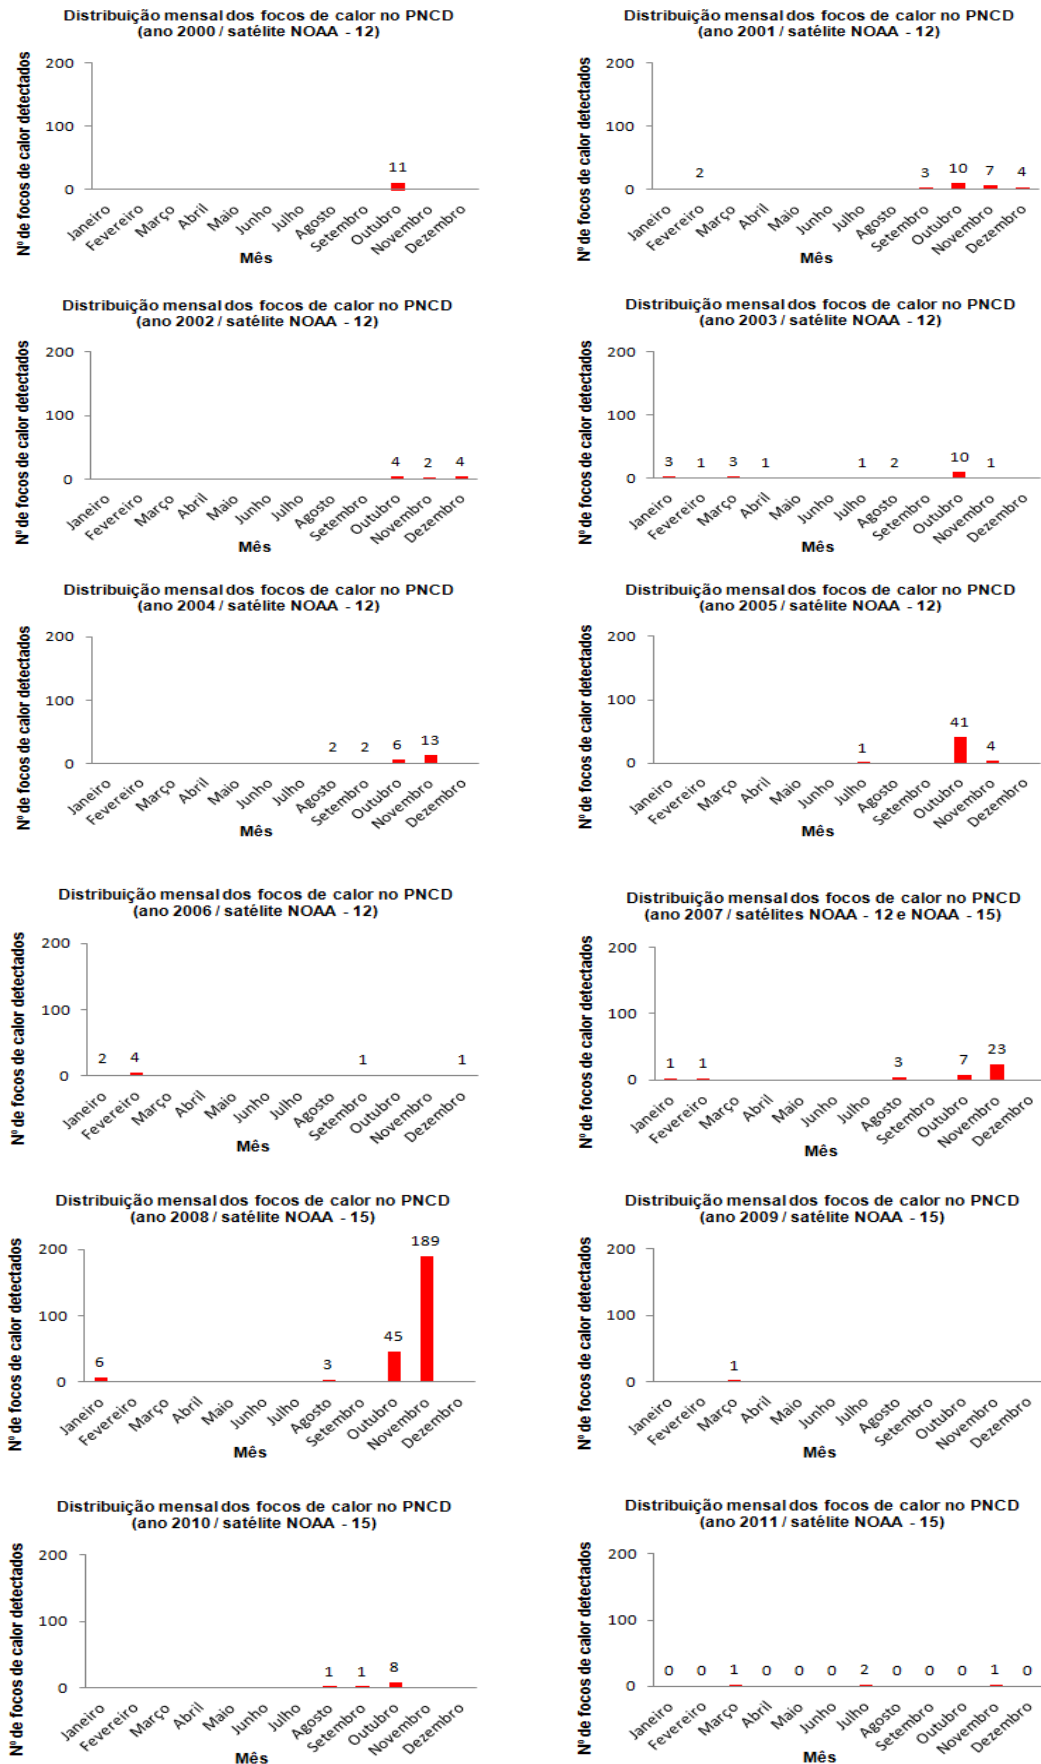 Distribuição mensal dos focos de calor no PNCD
(ano 2000 / satélite NOAA - 12)
Nº de focos de calor detectados
200
100
0
11
Janeiro
Fevereiro
Março
Abril
Maio
Junho
Julho
Agosto
Setembro
Outubro
Novembro
Dezembro
Mês
Distribuição mensal dos focos de calor no PNCD
(ano 2001 / satélite NOAA - 12)
Nº de focos de calor detectados
200
100
0
2
3
10
7
4
Janeiro
Fevereiro
Março
Abril
Maio
Junho
Julho
Agosto
Setembro
Outubro
Novembro
Dezembro
Mês
Distribuição mensal dos focos de calor no PNCD
(ano 2002 / satélite NOAA - 12)
Nº de focos de calor detectados
200
100
0
4
2
4
Janeiro
Fevereiro
Março
Abril
Maio
Junho
Julho
Agosto
Setembro
Outubro
Novembro
Dezembro
Mês
Distribuição mensal dos focos de calor no PNCD
(ano 2003 / satélite NOAA - 12)
Nº de focos de calor detectados
200
100
0
3
1
3
1
1
2
10
1
Janeiro
Fevereiro
Março
Abril
Maio
Junho
Julho
Agosto
Setembro
Outubro
Novembro
Dezembro
Mês
Distribuição mensal dos focos de calor no PNCD
(ano 2004 / satélite NOAA - 12)
Nº de focos de calor detectados
200
100
0
2
2
6
13
Janeiro
Fevereiro
Março
Abril
Maio
Junho
Julho
Agosto
Setembro
Outubro
Novembro
Dezembro
Mês
Distribuição mensal dos focos de calor no PNCD
(ano 2005 / satélite NOAA - 12)
Nº de focos de calor detectados
200
100
0
1
41
4
Janeiro
Fevereiro
Março
Abril
Maio
Junho
Julho
Agosto
Setembro
Outubro
Novembro
Dezembro
Mês
Distribuição mensal dos focos de calor no PNCD
(ano 2006 / satélite NOAA - 12)
Nº de focos de calor detectados
200
100
0
2
4
1
1
Janeiro
Fevereiro
Março
Abril
Maio
Junho
Julho
Agosto
Setembro
Outubro
Novembro
Dezembro
Mês
Distribuição mensal dos focos de calor no PNCD
(ano 2007 / satélites NOAA - 12 e NOAA - 15)
Nº de focos de calor detectados
200
100
0
1
1
3
7
23
Janeiro
Fevereiro
Março
Abril
Maio
Junho
Julho
Agosto
Setembro
Outubro
Novembro
Dezembro
Mês
Distribuição mensal dos focos de calor no PNCD
(ano 2008 / satélite NOAA - 15)
Nº de focos de calor detectados
200
100
0
6
3
45
189
Janeiro
Fevereiro
Março
Abril
Maio
Junho
Julho
Agosto
Setembro
Outubro
Novembro
Dezembro
Mês
Distribuição mensal dos focos de calor no PNCD
(ano 2009 / satélite NOAA - 15)
Nº de focos de calor detectados
200
100
0
1
Janeiro
Fevereiro
Março
Abril
Maio
Junho
Julho
Agosto
Setembro
Outubro
Novembro
Dezembro
Mês
Distribuição mensal dos focos de calor no PNCD
(ano 2010 / satélite NOAA - 15)
Nº de focos de calor detectados
200
100
0
1
1
8
Janeiro
Fevereiro
Março
Abril
Maio
Junho
Julho
Agosto
Setembro
Outubro
Novembro
Dezembro
Mês
Distribuição mensal dos focos de calor no PNCD
(ano 2011 / satélite NOAA - 15)
Nº de focos de calor detectados
200
100
0
0
0
1
0
0
0
2
0
0
0
1
0
Janeiro
Fevereiro
Março
Abril
Maio
Junho
Julho
Agosto
Setembro
Outubro
Novembro
Dezembro
Mês